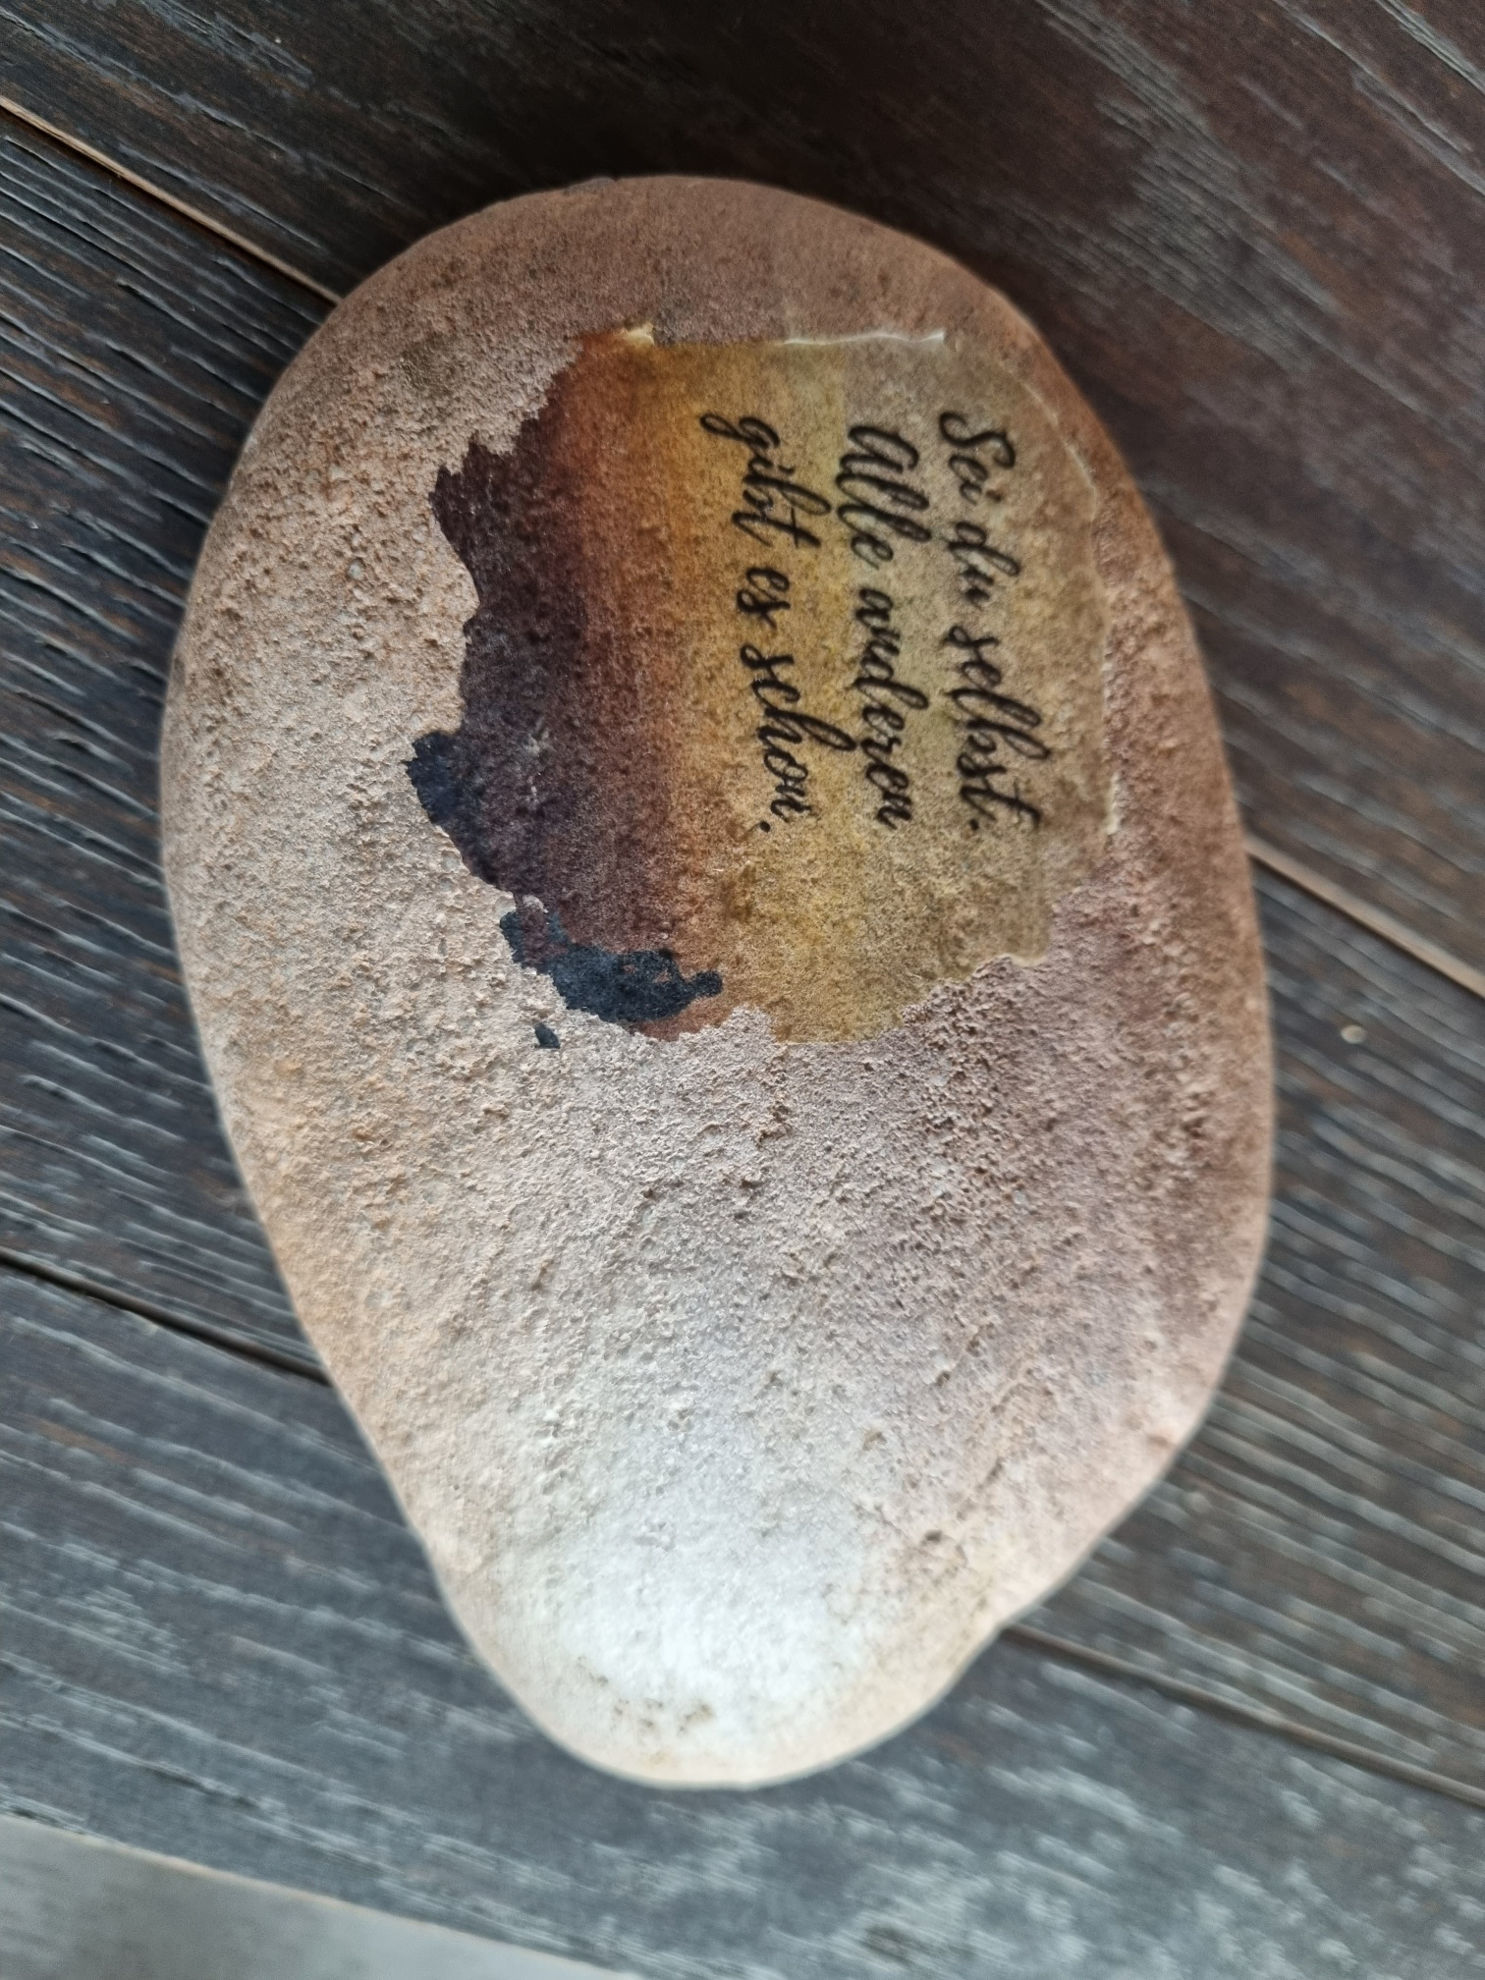 Sei du selbst.
Alle anderen
gibt es schon.